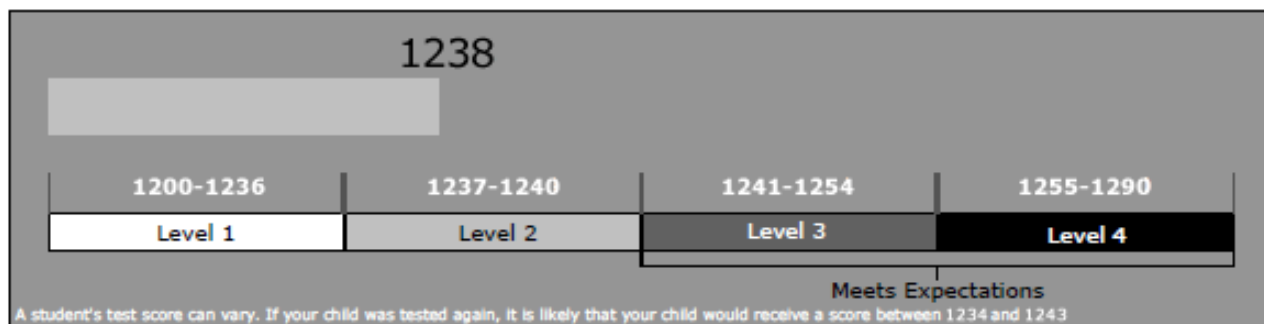 1238
1200-1236 1237-1240 1241-1254 1255-1290
Level 1 Level 2 Level 3 Level 4
Meets Expectations
A student's test score can vary. If your child was tested again, it is likely that your child would receive a score between 1234 and 1243